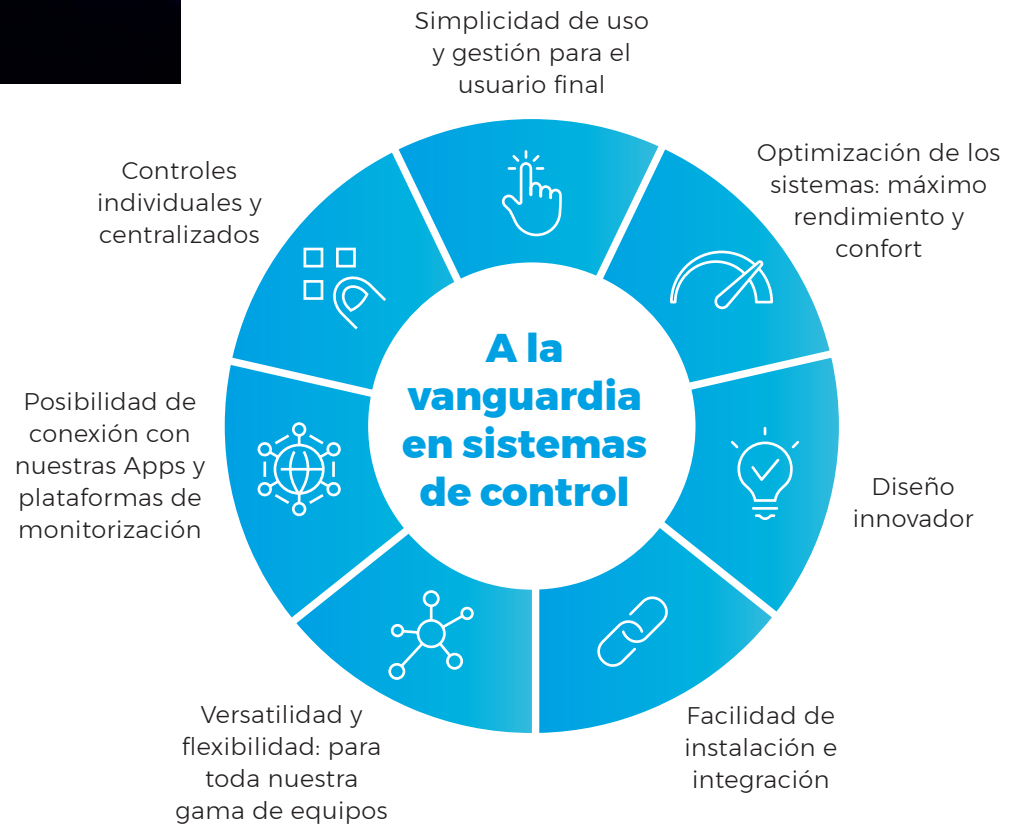 Simplicidad de uso
y gestión para el
usuario final
Optimización de los
sistemas: máximo
rendimiento y
confort
Diseño
innovador
Facilidad de
instalación e
integración
Versatilidad y
flexibilidad: para
toda nuestra
gama de equipos
Posibilidad de
conexión con
nuestras Apps y
plataformas de
monitorización
Controles
individuales y
centralizados
A la
vanguardia
en sistemas
de control